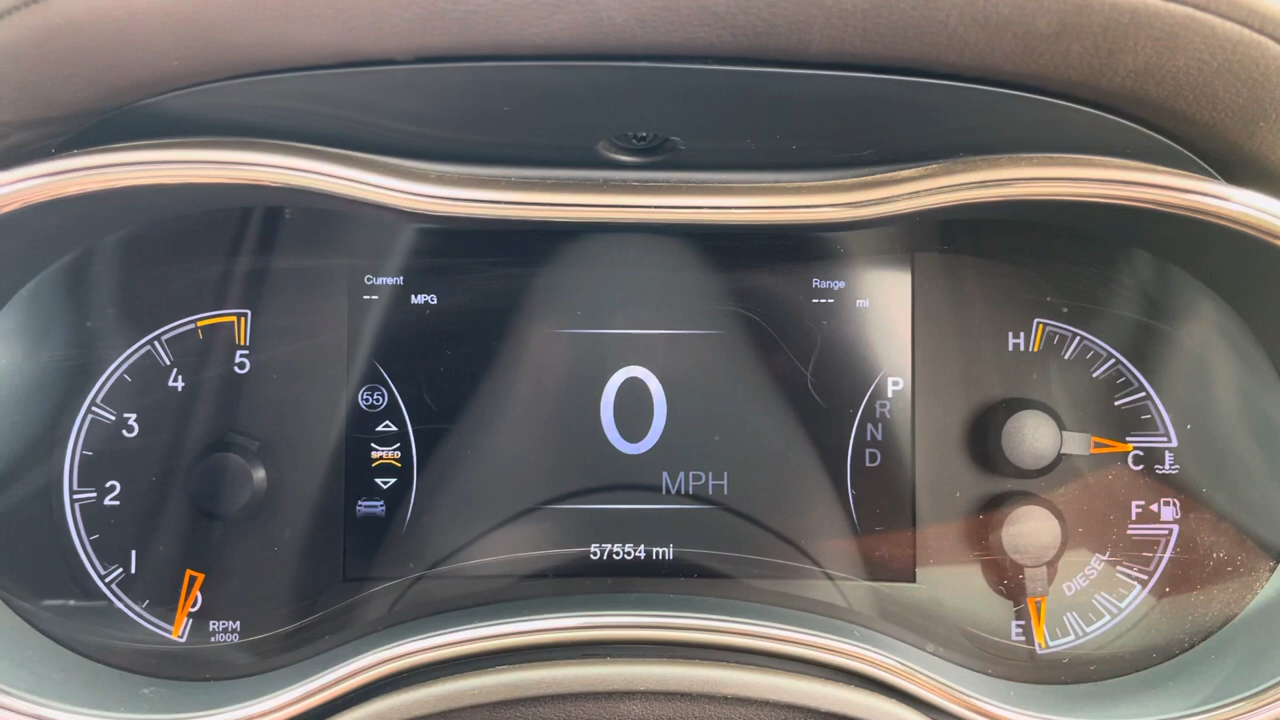 Current
-- MPG
Range
--- mi
5
4
3
2
1
0
RPM
x1000
55
SPEED
0
MPH
57554 mi
P
R
N
D
H
C
F
DIESEL
E